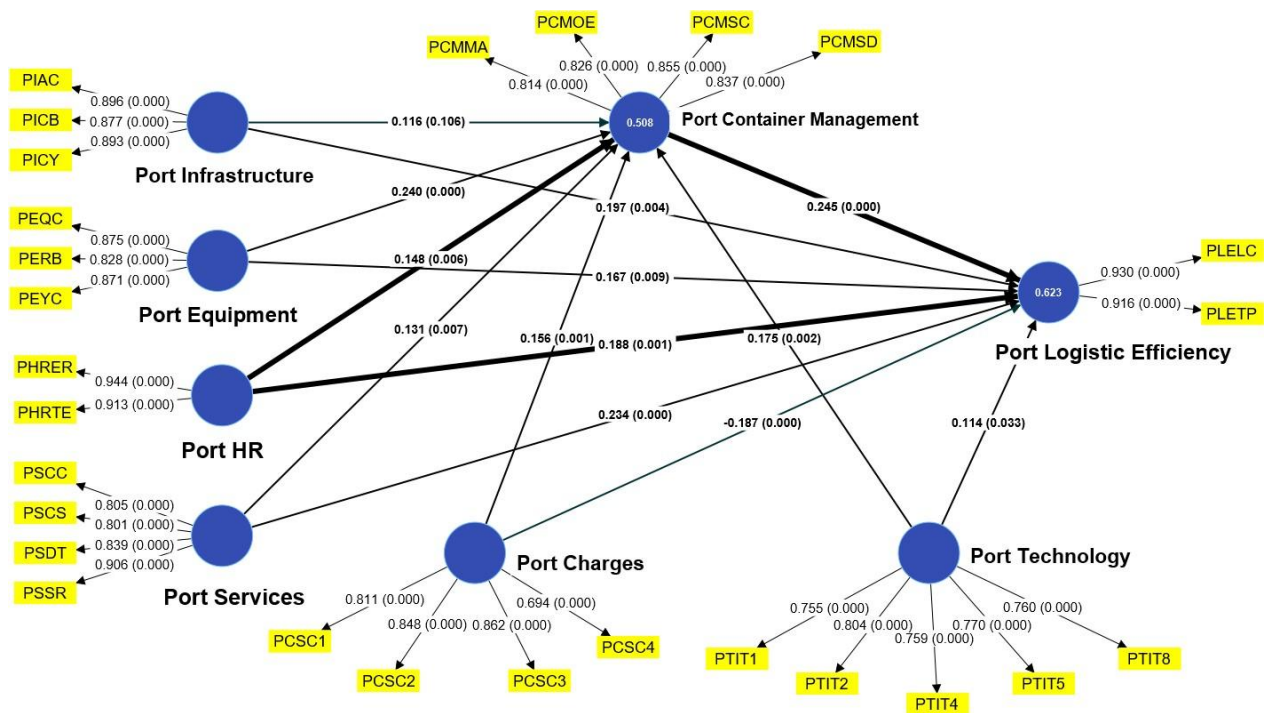 PCMOE
PCMSC
PCMMA
PCMSD
0.826 (0.000)
0.855 (0.000)
0.814 (0.000)
0.837 (0.000)
PIAC
0.896 (0.000)
PICB
0.877 (0.000)
PICY
0.893 (0.000)
Port Infrastructure
0.116 (0.106)
0.508
Port Container Management
0.240 (0.000)
0.197 (0.004)
0.245 (0.000)
PEQC
0.875 (0.000)
PERB
0.828 (0.000)
PEYC
0.871 (0.000)
Port Equipment
0.148 (0.006)
0.167 (0.009)
PLELC
0.930 (0.000)
0.623
0.916 (0.000)
PLETP
Port Logistic Efficiency
0.131 (0.007)
0.156 (0.001)
0.188 (0.001)
0.175 (0.002)
PHRER
0.944 (0.000)
PHRTE
0.913 (0.000)
Port HR
0.234 (0.000)
-0.187 (0.000)
0.114 (0.033)
PSCC
0.805 (0.000)
PSCS
0.801 (0.000)
PSDT
0.839 (0.000)
PSSR
0.906 (0.000)
Port Services
Port Charges
0.811 (0.000)
0.694 (0.000)
0.848 (0.000)
0.862 (0.000)
PCSC1
PCSC4
PCSC2
PCSC3
Port Technology
0.755 (0.000)
0.760 (0.000)
0.804 (0.000)
0.770 (0.000)
0.759 (0.000)
PTIT1
PTIT8
PTIT2
PTIT5
PTIT4